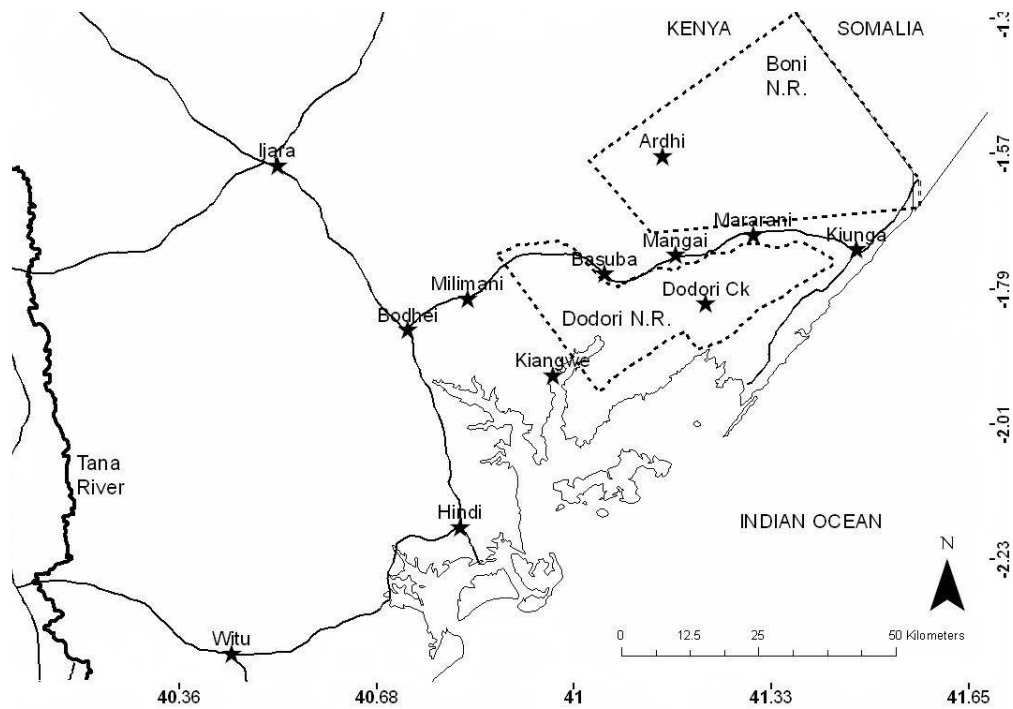 KENYA
SOMALIA
Boni
N.R.
Ardhi
Ijara
Mararani
Mangai
Kiunga
Basuba
Milimani
Dodori Ck
Bodhei
Dodori N.R.
Kiangwe
Tana
River
Hindi
INDIAN OCEAN
N
0 12.5 25 50 Kilometers
Witu
-1.57
-1.79
-2.01
-2.23
40.36 40.68 41 41.33 41.65